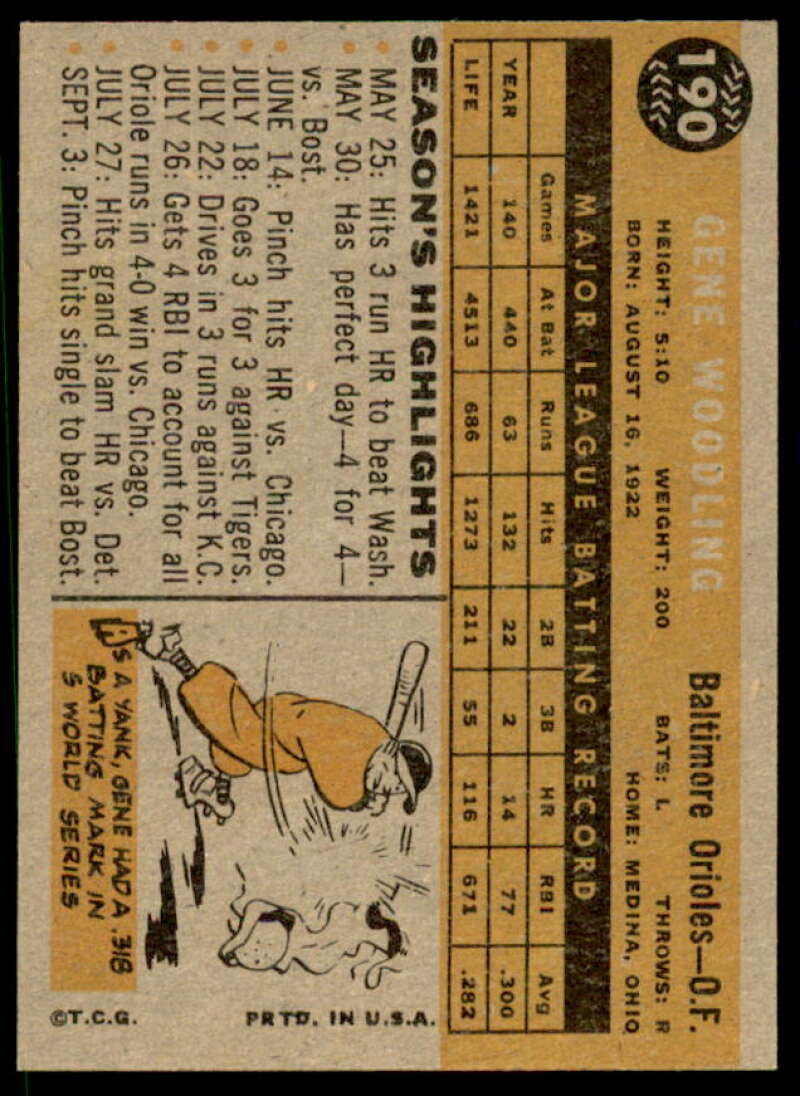 190
GENE WOODLING Baltimore Orioles—O.F.
HEIGHT: 5:10 WEIGHT: 200 BATS: L THROWS: R
BORN: AUGUST 16, 1922 HOME: MEDINA, OHIO
MAJOR LEAGUE BATTING RECORD
Games At Bat Runs Hits 2B 3B HR RBI Avg
YEAR 140 440 63 132 22 2 14 77 .300
LIFE 1421 4513 686 1273 211 55 116 671 .282
SEASON'S HIGHLIGHTS
MAY 25: Hits 3 run HR to beat Wash.
MAY 30: Has perfect day—4 for 4—
vs. Bost.
JUNE 14: Pinch hits HR vs. Chicago.
JULY 18: Goes 3 for 3 against Tigers.
JULY 22: Drives in 3 runs against K.C.
JULY 26: Gets 4 RBI to account for all
Oriole runs in 4-0 win vs. Chicago.
JULY 27: Hits grand slam HR vs. Det.
SEPT. 3: Pinch hits single to beat Bost.
AS A YANK, GENE HAD A .318
BATTING MARK IN
5 WORLD SERIES
PRTD. IN U.S.A.
©T.C.G.